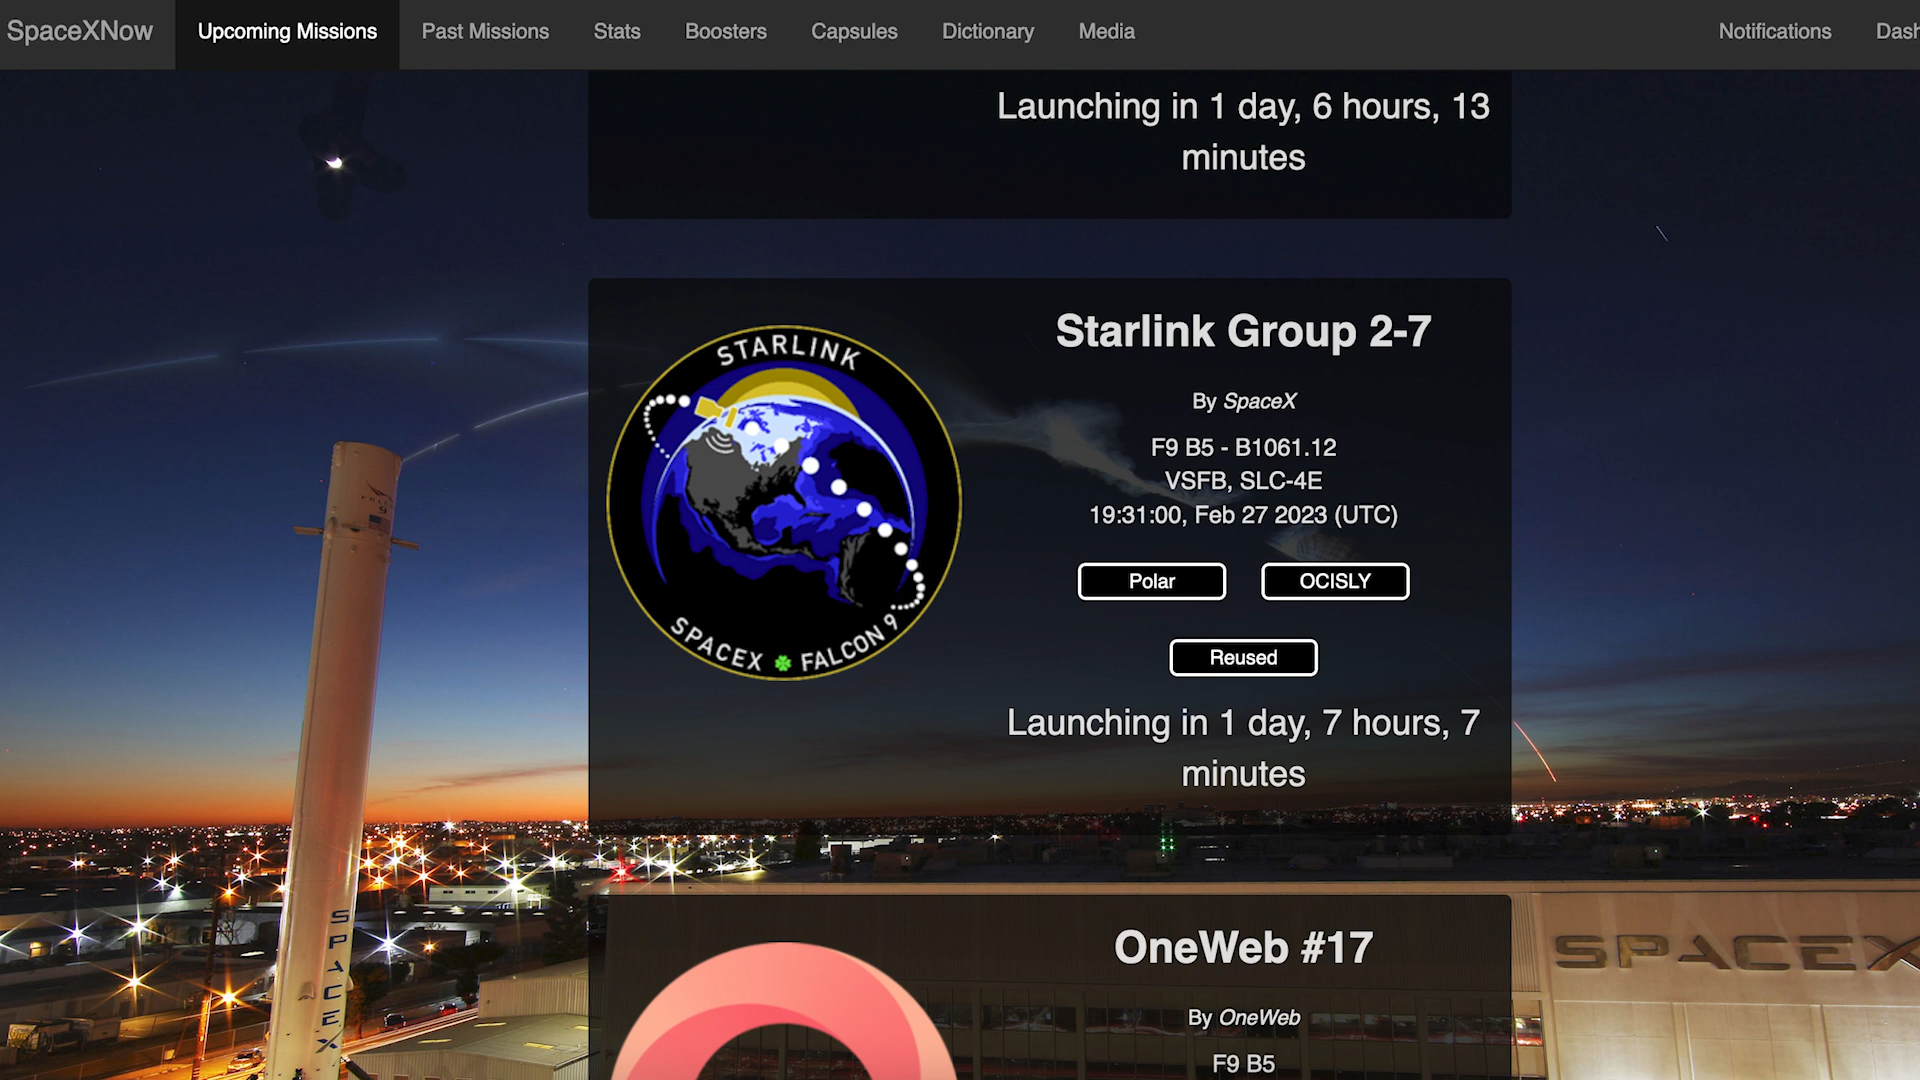 SpaceXNow
Upcoming Missions
Past Missions
Stats
Boosters
Capsules
Dictionary
Media
Notifications
Launching in 1 day, 6 hours, 13
minutes
STARLINK
SPACEX FALCON 9
Starlink Group 2-7
By SpaceX
F9 B5 - B1061.12
VSFB, SLC-4E
19:31:00, Feb 27 2023 (UTC)
Polar
OCISLY
Reused
Launching in 1 day, 7 hours, 7
minutes
SPACEX
SPACEX
OneWeb #17
By OneWeb
F9 B5